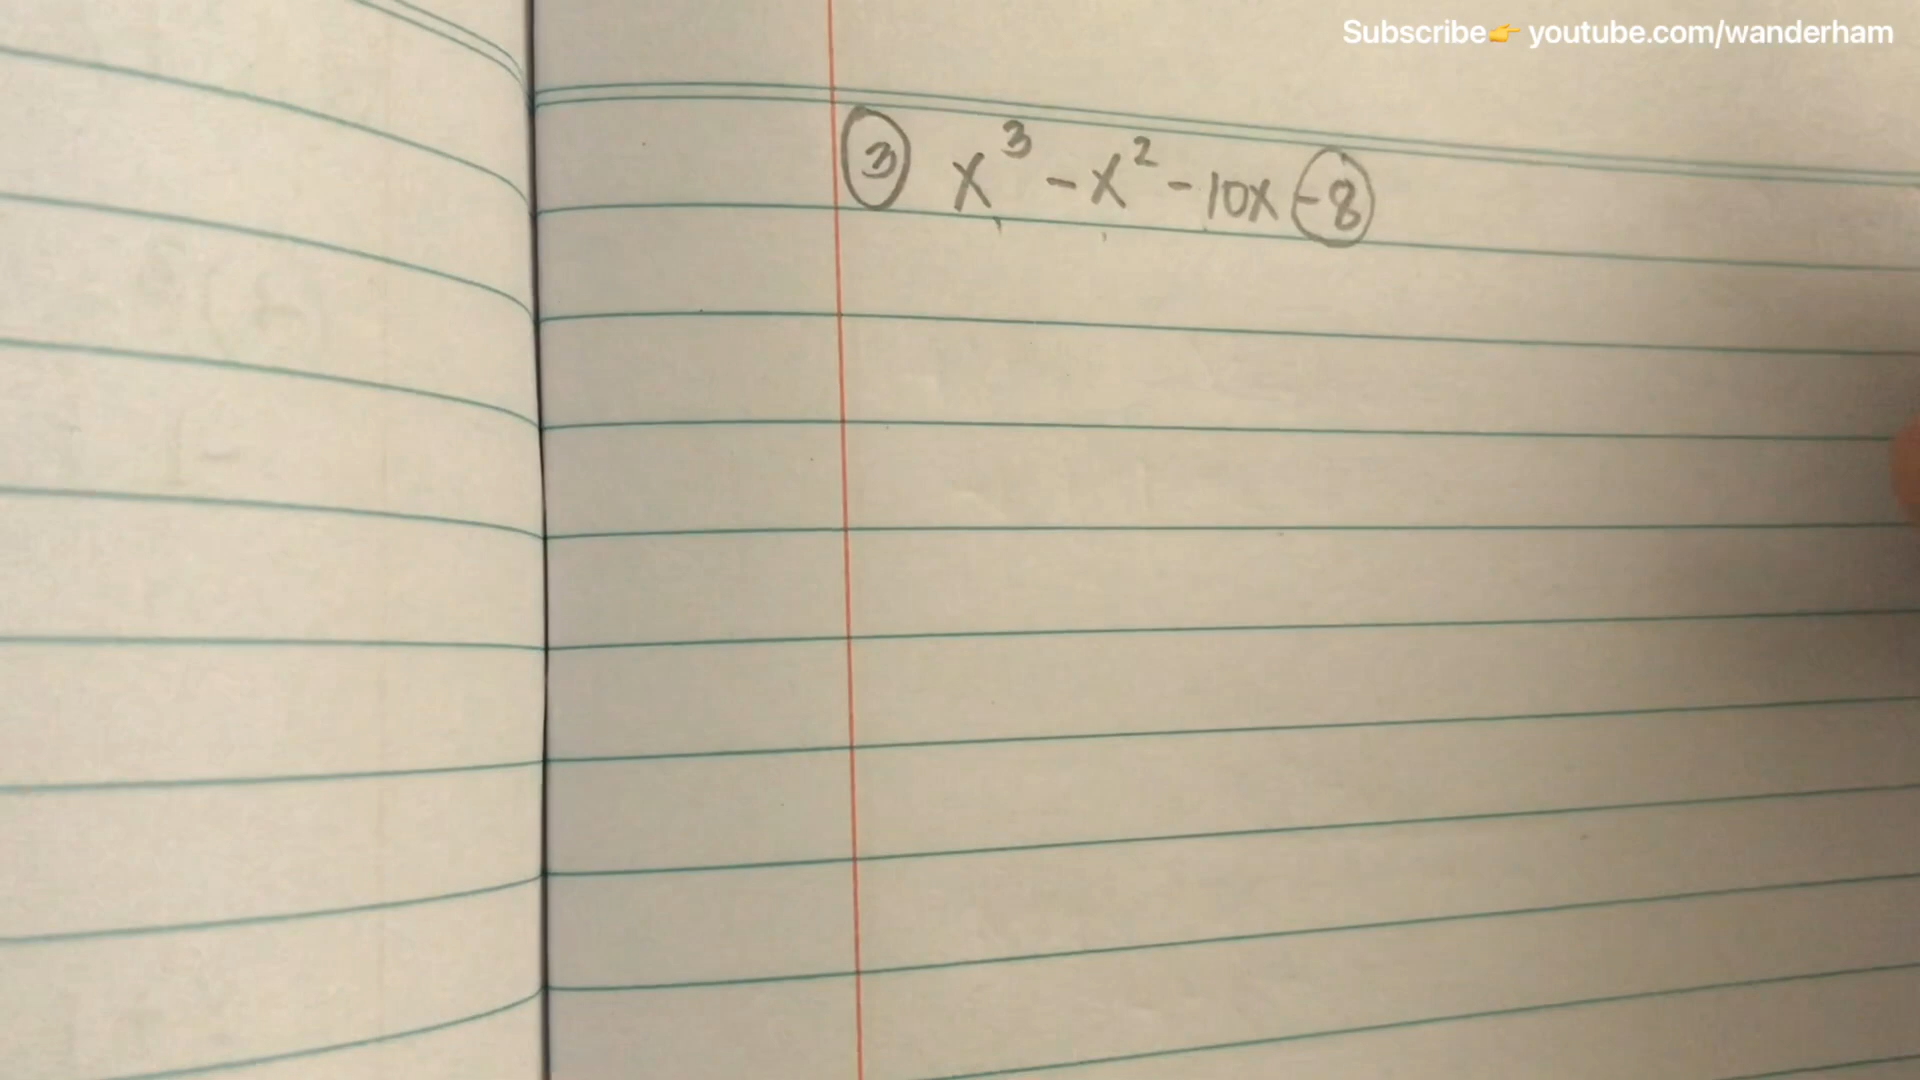 Subscribe👉 youtube.com/wanderham
③ x³ - x² - 10x - 8